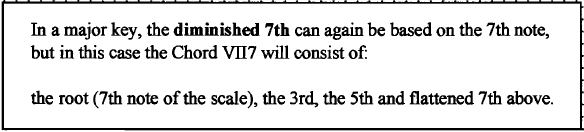 In a major key, the diminished 7th can again be based on the 7th note,
but in this case the Chord VII7 will consist of:
the root (7th note of the scale), the 3rd, the 5th and flattened 7th above.